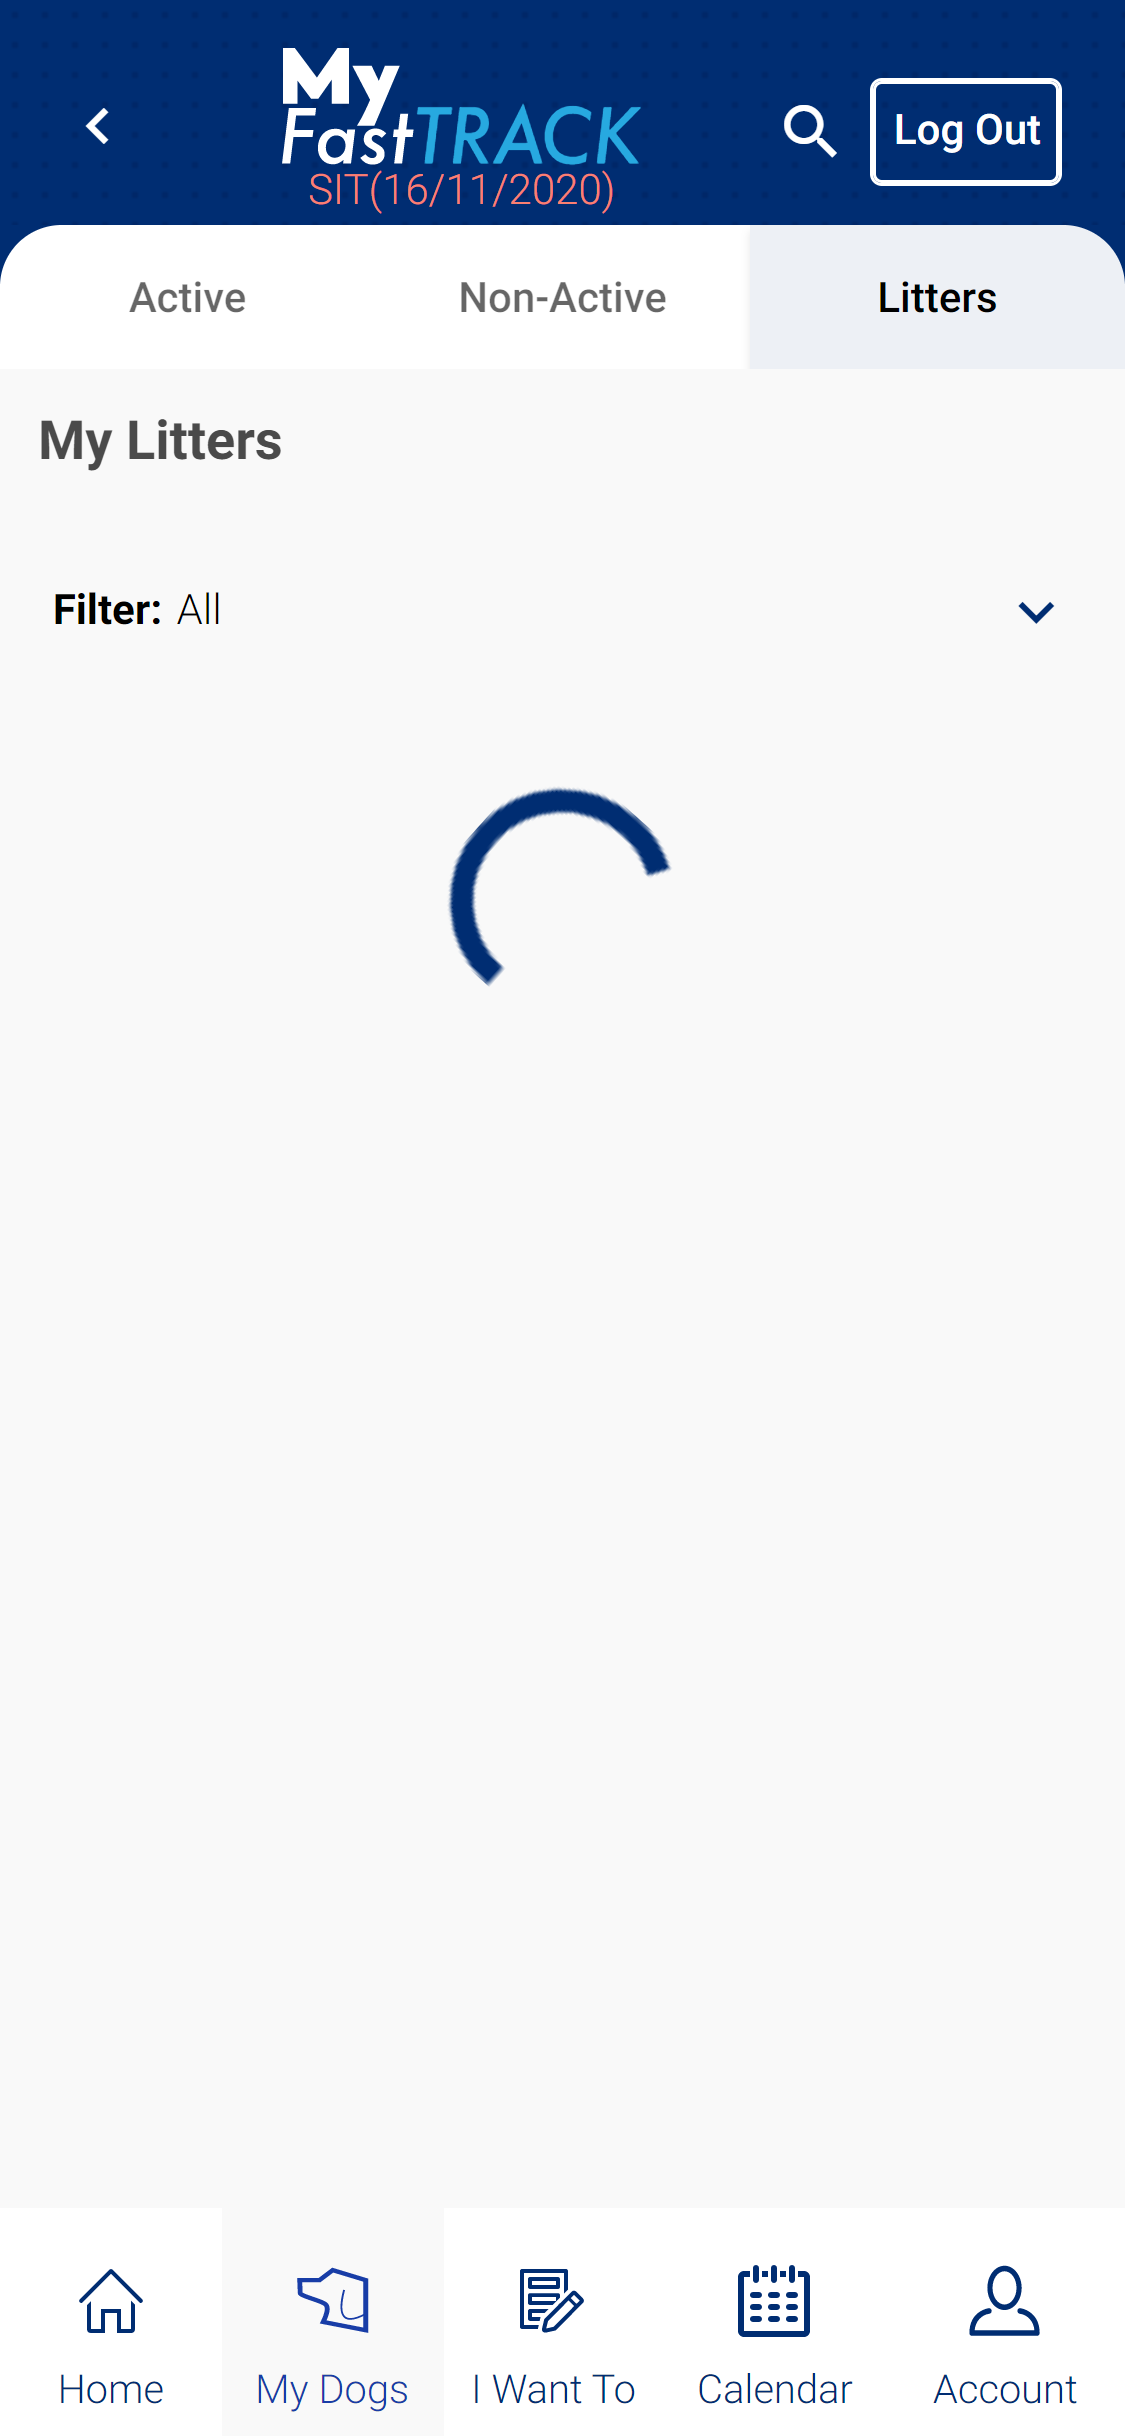 My
FastTRACK
SIT(16/11/2020)
Log Out
Active
Non-Active
Litters
My Litters
Filter: All
Home
My Dogs
I Want To
Calendar
Account